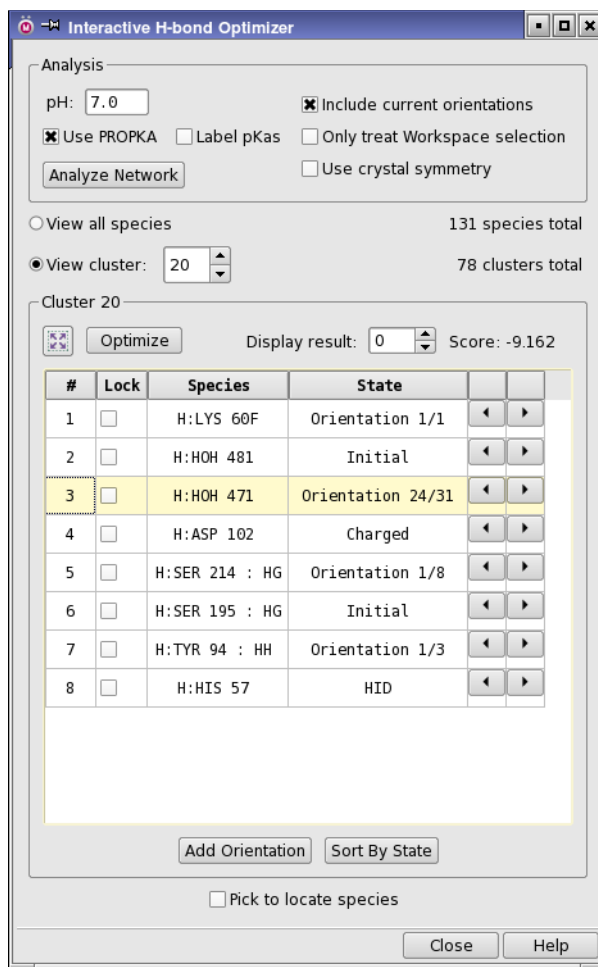 Interactive H-bond Optimizer
Analysis
pH: 7.0
Include current orientations
Use PROPKA Label pKas Only treat Workspace selection
Analyze Network Use crystal symmetry
View all species 131 species total
View cluster: 20 78 clusters total
Cluster 20
Optimize Display result: 0 Score: -9.162
# Lock Species State
1 H:LYS 60F Orientation 1/1
2 H:HOH 481 Initial
3 H:HOH 471 Orientation 24/31
4 H:ASP 102 Charged
5 H:SER 214 : HG Orientation 1/8
6 H:SER 195 : HG Initial
7 H:TYR 94 : HH Orientation 1/3
8 H:HIS 57 HID
Add Orientation Sort By State
Pick to locate species
Close Help